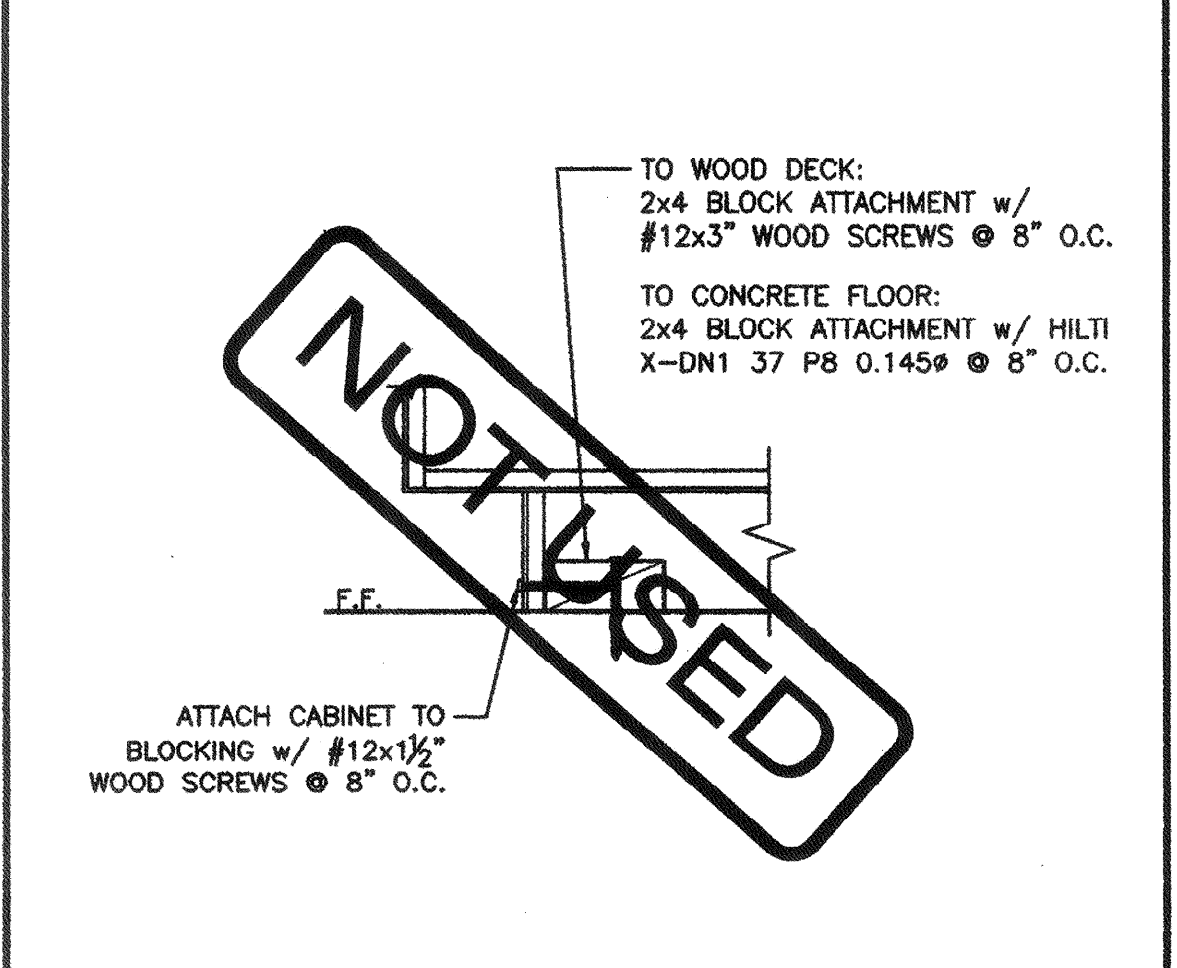 TO WOOD DECK:
2x4 BLOCK ATTACHMENT w/
#12x3" WOOD SCREWS @ 8" O.C.
TO CONCRETE FLOOR:
2x4 BLOCK ATTACHMENT w/ HILTI
X-DN1 37 P8 0.145ø @ 8" O.C.
NOT USED
F.F.
ATTACH CABINET TO
BLOCKING w/ #12x1½"
WOOD SCREWS @ 8" O.C.